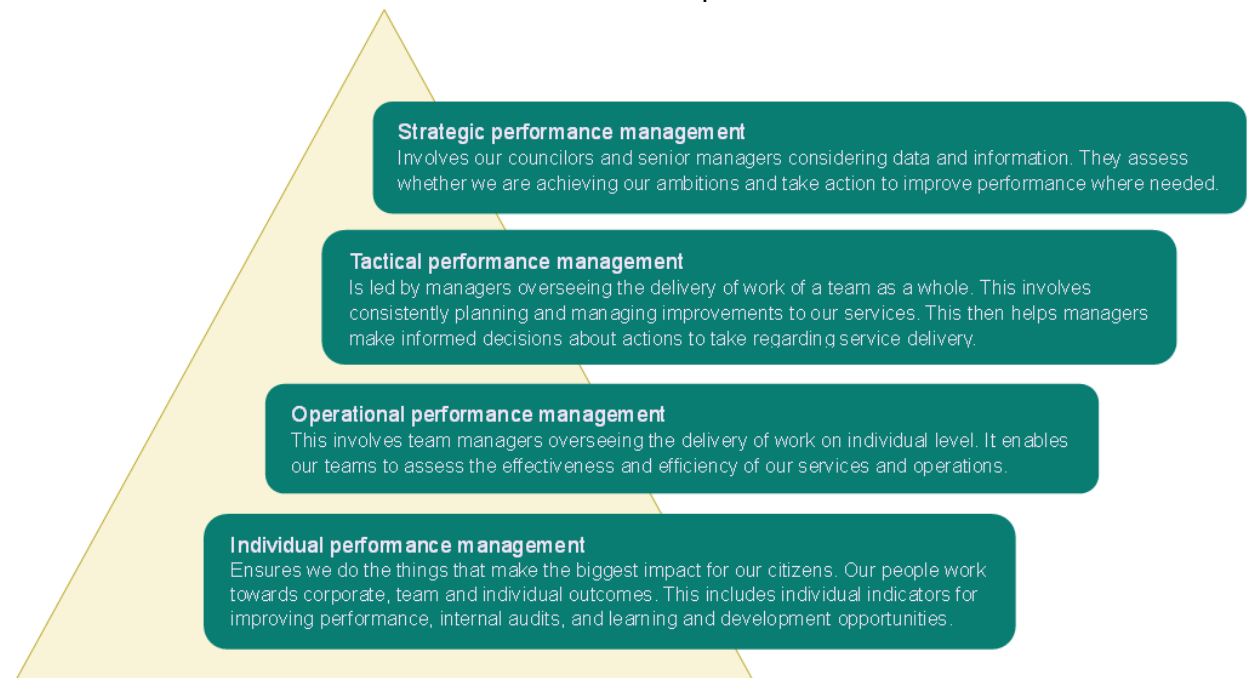 Strategic performance management
Involves our councilors and senior managers considering data and information. They assess
whether we are achieving our ambitions and take action to improve performance where needed.
Tactical performance management
Is led by managers overseeing the delivery of work of a team as a whole. This involves
consistently planning and managing improvements to our services. This then helps managers
make informed decisions about actions to take regarding service delivery.
Operational performance management
This involves team managers overseeing the delivery of work on individual level. It enables
our teams to assess the effectiveness and efficiency of our services and operations.
Individual performance management
Ensures we do the things that make the biggest impact for our citizens. Our people work
towards corporate, team and individual outcomes. This includes individual indicators for
improving performance, internal audits, and learning and development opportunities.